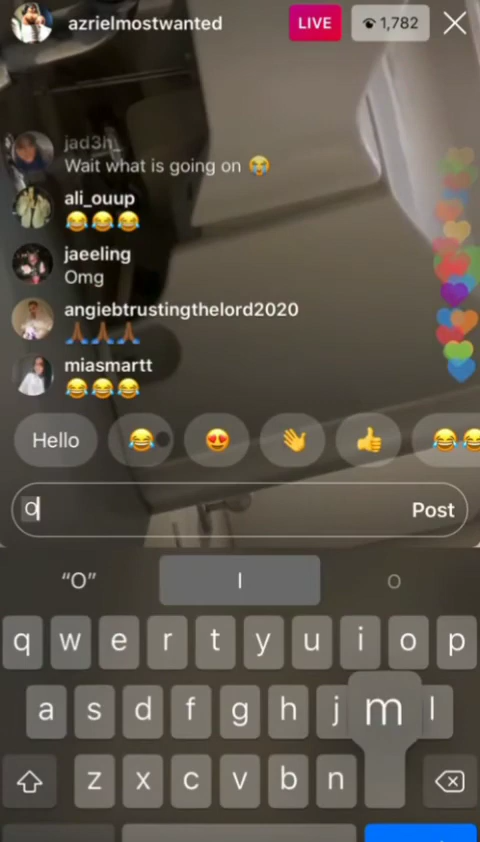 azrielmostwanted LIVE 1,782
jad3h_
Wait what is going on 😭
ali_ouup
😂😂😂
jaeeling
Omg
angiebtrustingthelord2020
🙏🏾🙏🏾🙏🏾
miasmartt
😂😂😂
Hello 😂 😍 👋 👍 😂😂
o Post
“O” I o
q w e r t y u i o p
a s d f g h j m l
z x c v b n